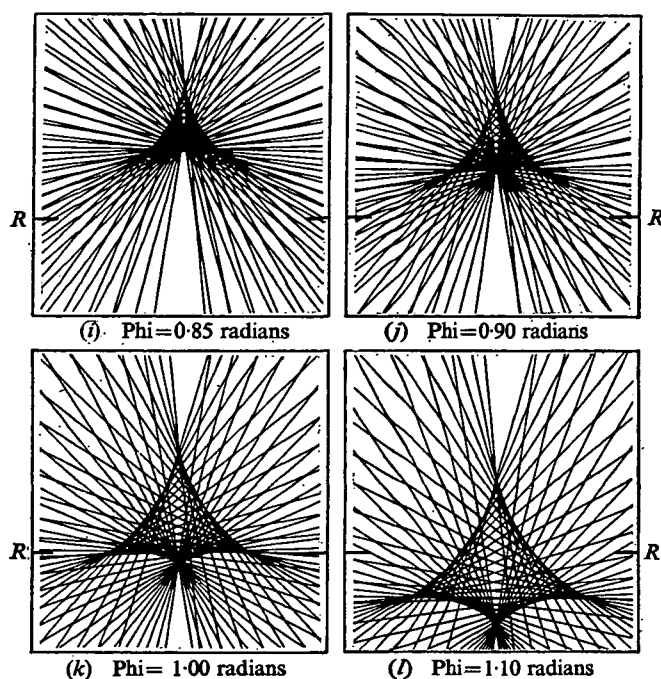 R
R
(i) Phi=0·85 radians
(j) Phi=0·90 radians
R
R
(k) Phi= 1·00 radians
(l) Phi=1·10 radians